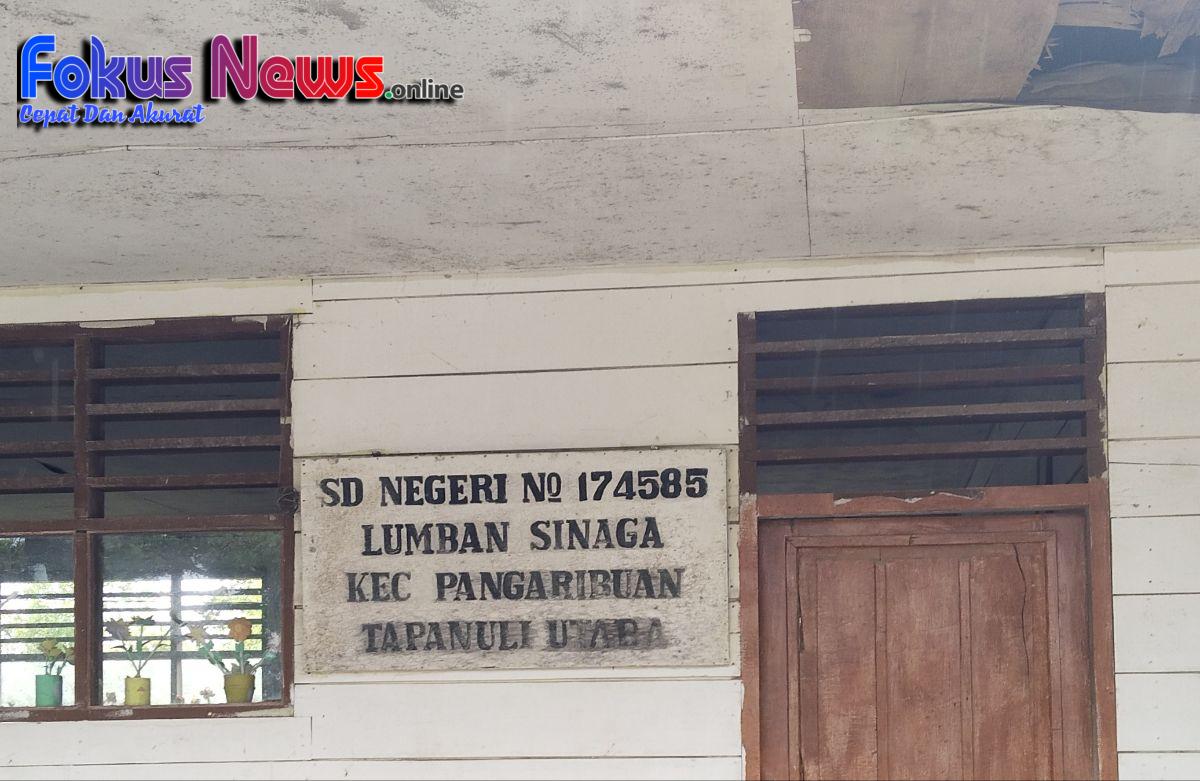 Fokus News.online
Cepat Dan Akurat
SD NEGERI No 174585
LUMBAN SINAGA
KEC PANGARIBUAN
TAPANULI UTARA